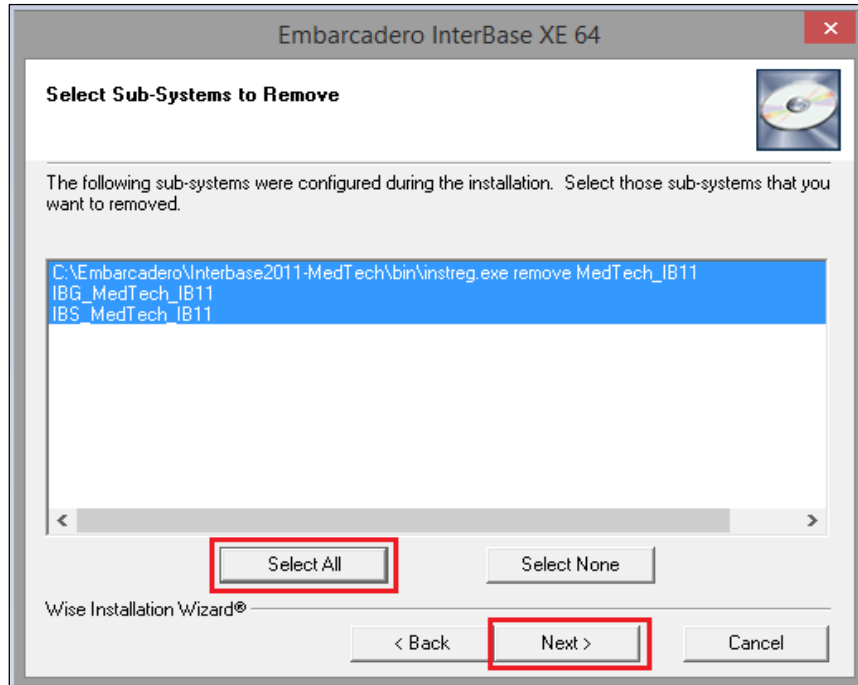 Embarcadero InterBase XE 64
Select Sub-Systems to Remove
The following sub-systems were configured during the installation.  Select those sub-systems that you
want to removed.
C:\Embarcadero\Interbase2011-MedTech\bin\instreg.exe remove MedTech_IB11
IBG_MedTech_IB11
IBS_MedTech_IB11
Select All
Select None
Wise Installation Wizard®
< Back
Next >
Cancel